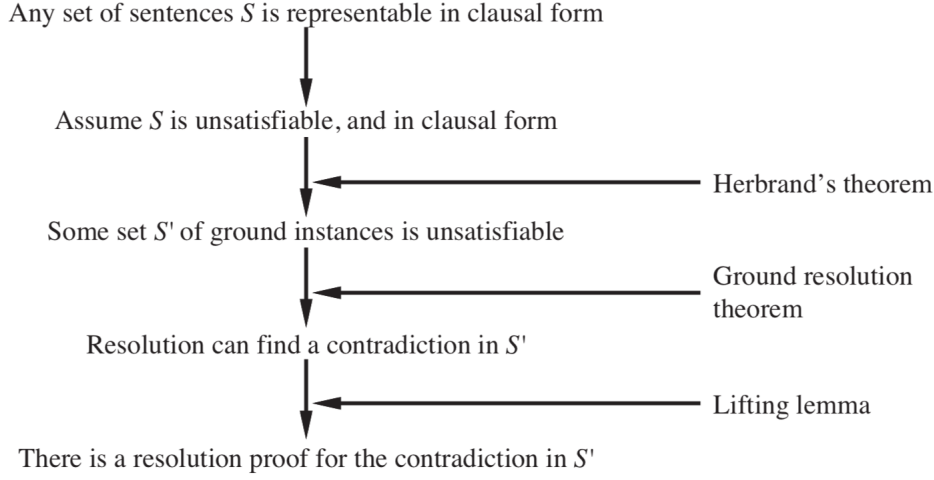 Any set of sentences S is representable in clausal form
Assume S is unsatisfiable, and in clausal form
Herbrand's theorem
Some set S' of ground instances is unsatisfiable
Ground resolution
theorem
Resolution can find a contradiction in S'
Lifting lemma
There is a resolution proof for the contradiction in S'